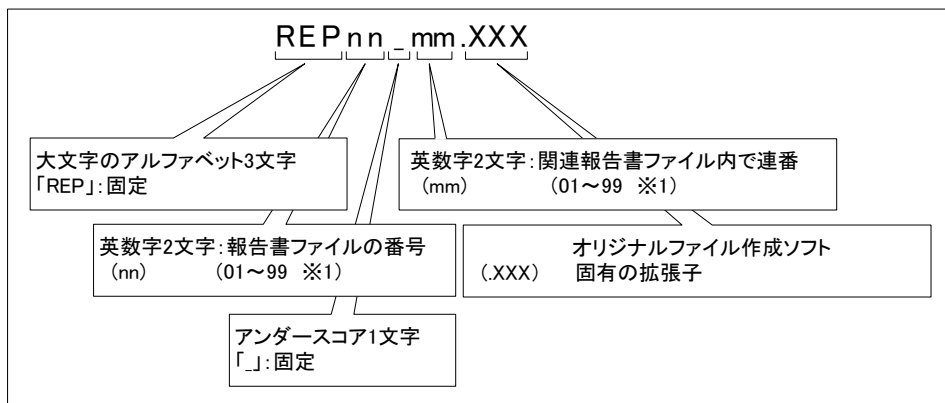 REPnn_mm.XXX
大文字のアルファベット3文字
「REP」:固定
英数字2文字:関連報告書ファイル内で連番
(mm) (01~99 ※1)
英数字2文字:報告書ファイルの番号
(nn) (01~99 ※1)
オリジナルファイル作成ソフト
(.XXX) 固有の拡張子
アンダースコア1文字
「_」:固定